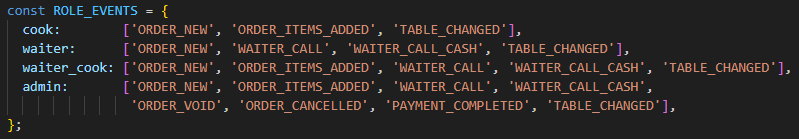 const ROLE_EVENTS = {
  cook:        ['ORDER_NEW', 'ORDER_ITEMS_ADDED', 'TABLE_CHANGED'],
  waiter:      ['ORDER_NEW', 'WAITER_CALL', 'WAITER_CALL_CASH', 'TABLE_CHANGED'],
  waiter_cook: ['ORDER_NEW', 'ORDER_ITEMS_ADDED', 'WAITER_CALL', 'WAITER_CALL_CASH', 'TABLE_CHANGED'],
  admin:       ['ORDER_NEW', 'ORDER_ITEMS_ADDED', 'WAITER_CALL', 'WAITER_CALL_CASH',
               'ORDER_VOID', 'ORDER_CANCELLED', 'PAYMENT_COMPLETED', 'TABLE_CHANGED'],
};